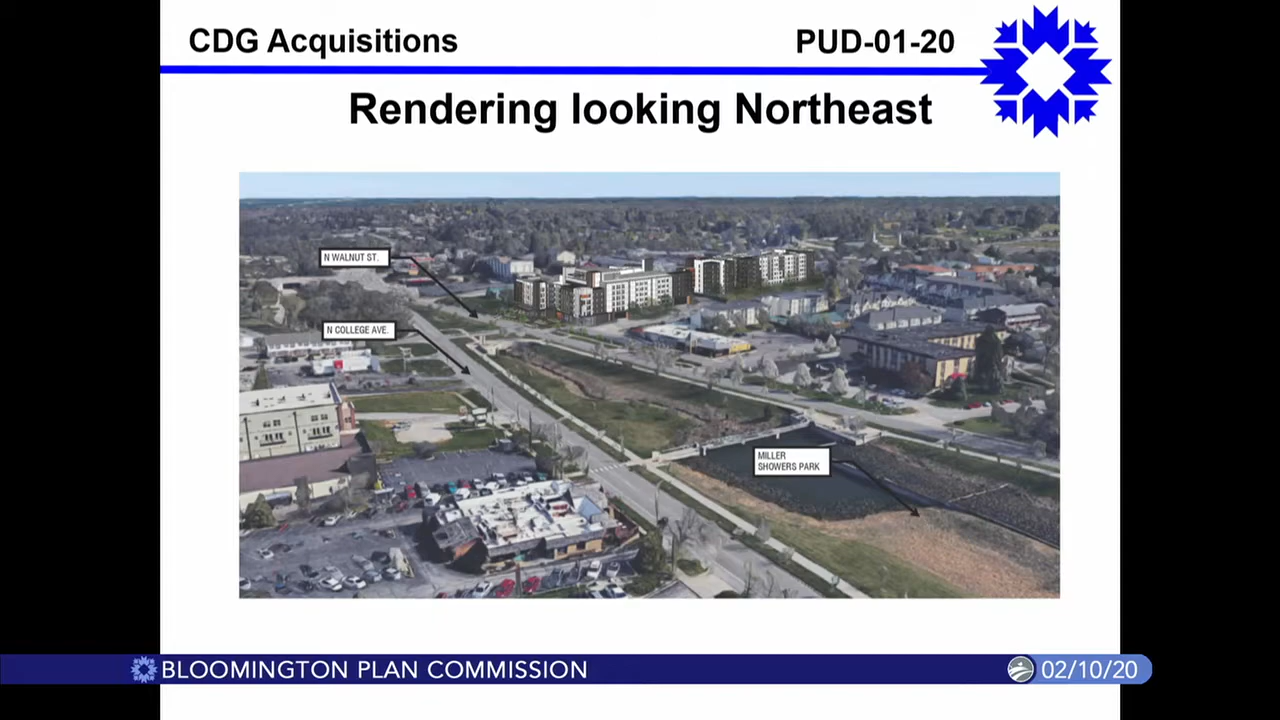 CDG Acquisitions
PUD-01-20
Rendering looking Northeast
N WALNUT ST.
N COLLEGE AVE.
MILLER
SHOWERS PARK
BLOOMINGTON PLAN COMMISSION
02/10/20